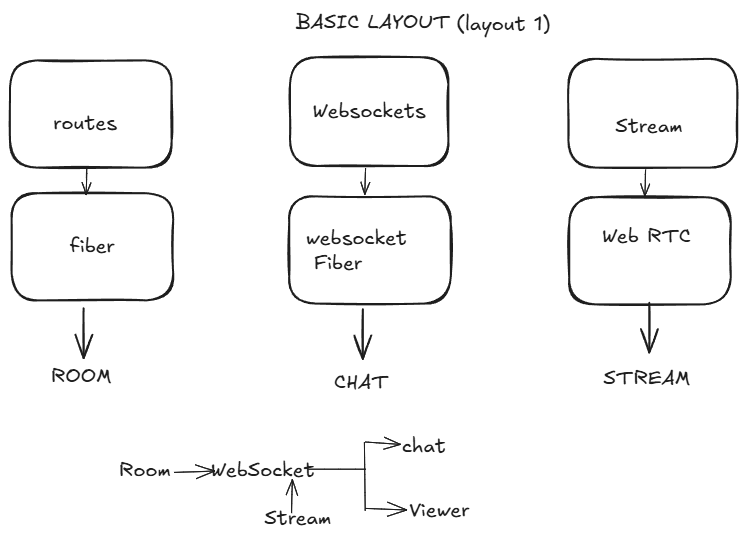 BASIC LAYOUT (layout 1)
routes
Websockets
Stream
fiber
websocket
Fiber
Web RTC
ROOM
CHAT
STREAM
chat
Room
WebSocket
Stream
Viewer